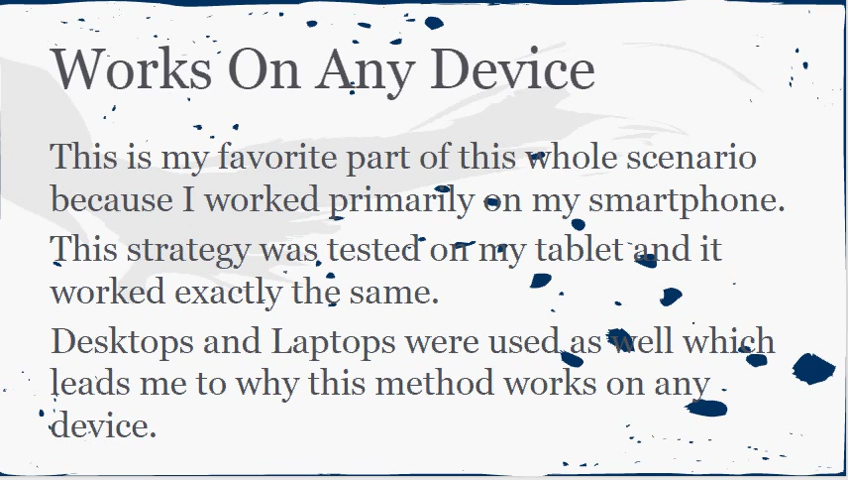 Works On Any Device
This is my favorite part of this whole scenario
because I worked primarily on my smartphone.
This strategy was tested on my tablet and it
worked exactly the same.
Desktops and Laptops were used as well which
leads me to why this method works on any
device.